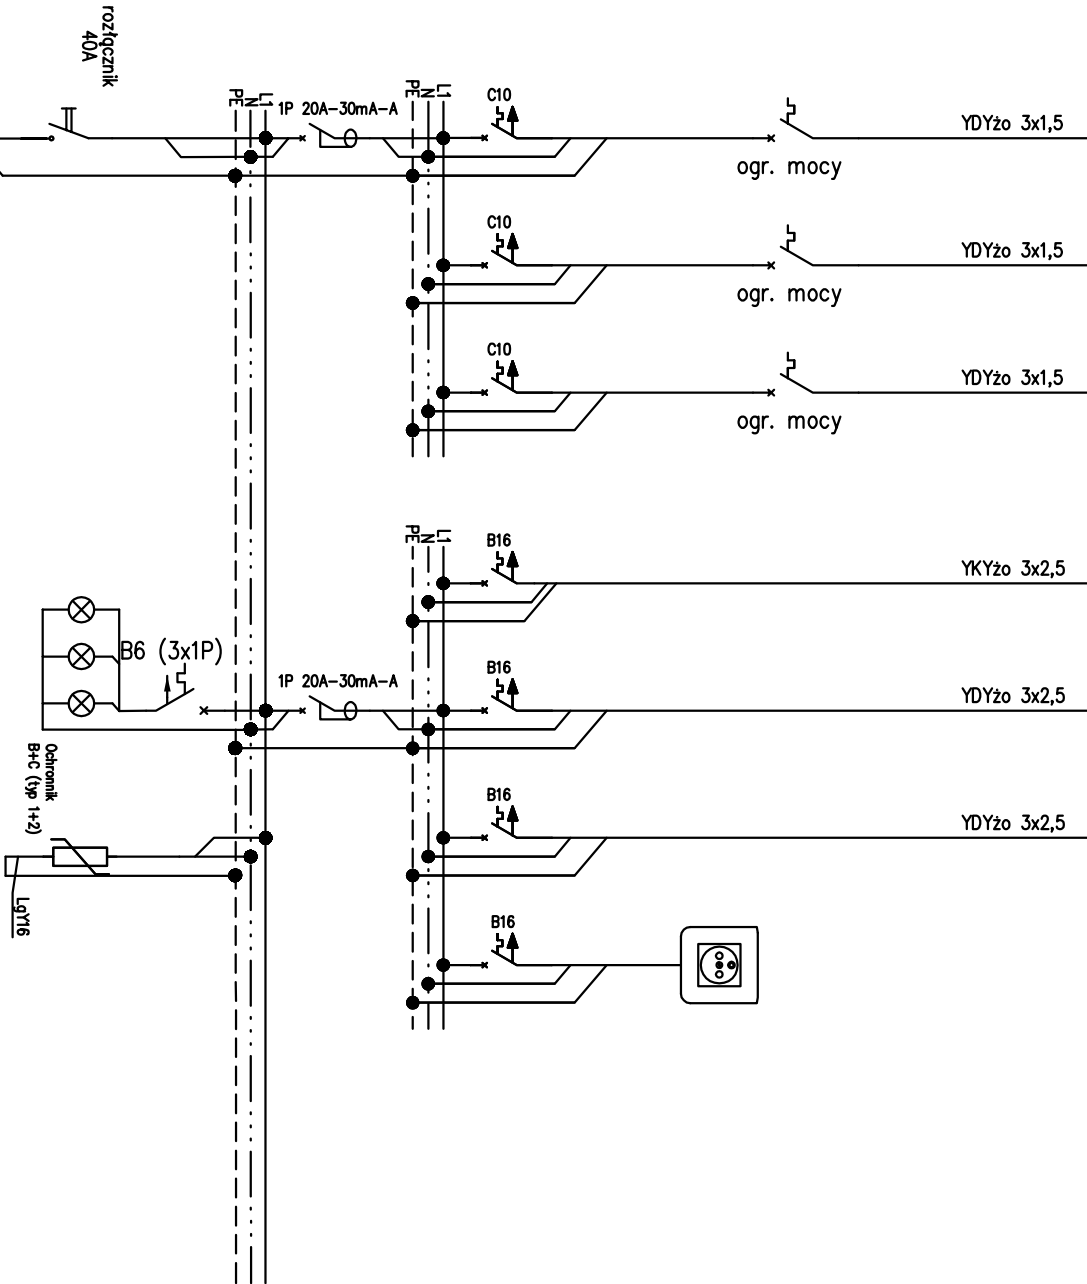 rozłącznik
40A
PE
N
L1
1P 20A-30mA-A
PE
N
L1
C10
ogr. mocy
YDYżo 3x1,5
C10
ogr. mocy
YDYżo 3x1,5
C10
ogr. mocy
YDYżo 3x1,5
PE
N
L1
B16
YKYżo 3x2,5
B6 (3x1P)
1P 20A-30mA-A
B16
YDYżo 3x2,5
Ochronnik
B+C (typ 1+2)
B16
YDYżo 3x2,5
LgY16
B16